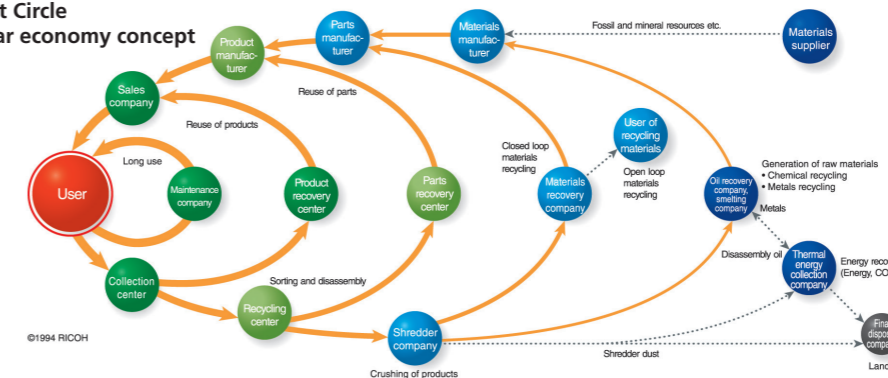 t Circle
ar economy concept
Product
manufac-
turer
Parts
manufac-
turer
Materials
manufac-
turer
Fossil and mineral resources etc.
Materials
supplier
Sales
company
Reuse of parts
Reuse of products
User of
recycling
materials
Long use
Closed loop
materials
recycling
Open loop
materials
recycling
User
Maintenance
company
Product
recovery
center
Parts
recovery
center
Materials
recovery
company
Oil recovery
company,
smelting
company
Generation of raw materials
• Chemical recycling
• Metals recycling
Metals
Disassembly oil
Thermal
energy
collection
company
Energy reco
(Energy, CO
Collection
center
Sorting and disassembly
Recycling
center
Shredder
company
Crushing of products
Shredder dust
Fina
dispos
compa
Land
©1994 RICOH